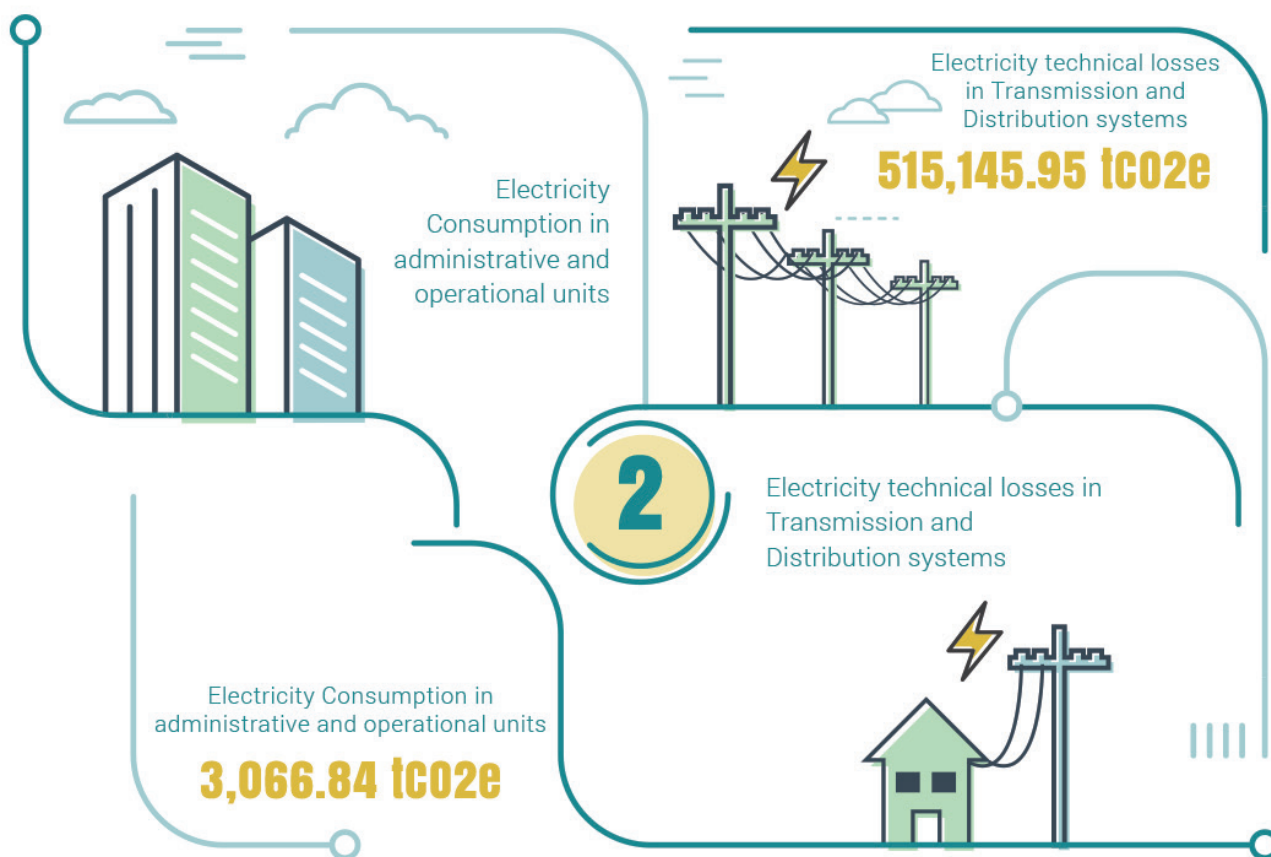 Electricity technical losses
in Transmission and
Distribution systems
515,145.95 tCO2e
Electricity
Consumption in
administrative and
operational units
2
Electricity technical losses in
Transmission and
Distribution systems
Electricity Consumption in
administrative and operational units
3,066.84 tCO2e